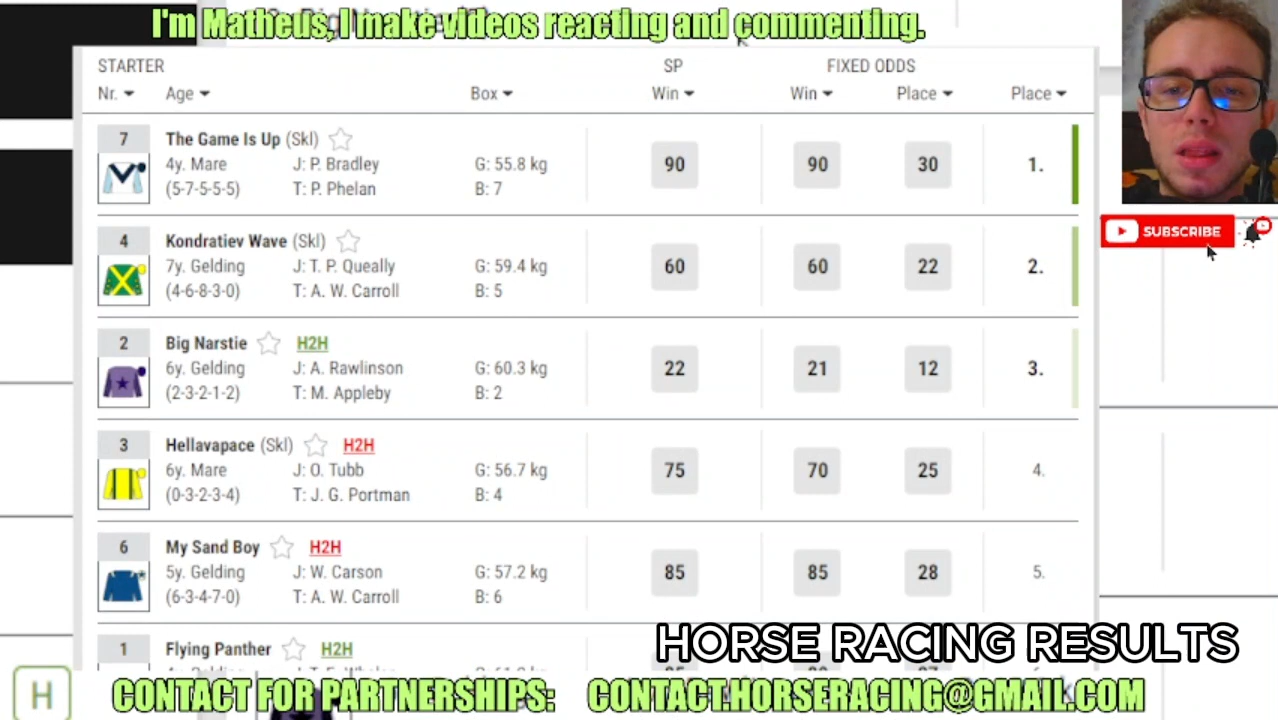 I'm Matheus, I make videos reacting and commenting.
STARTER SP FIXED ODDS
Nr. Age Box Win Win Place Place
7 The Game Is Up (Skl)
4y. Mare J: P. Bradley G: 55.8 kg 90 90 30 1.
(5-7-5-5-5) T: P. Phelan B: 7
4 Kondratiev Wave (Skl)
7y. Gelding J: T. P. Queally G: 59.4 kg 60 60 22 2.
(4-6-8-3-0) T: A. W. Carroll B: 5
SUBSCRIBE
2 Big Narstie H2H
6y. Gelding J: A. Rawlinson G: 60.3 kg 22 21 12 3.
(2-3-2-1-2) T: M. Appleby B: 2
3 Hellavapace (Skl) H2H
6y. Mare J: O. Tubb G: 56.7 kg 75 70 25 4.
(0-3-2-3-4) T: J. G. Portman B: 4
6 My Sand Boy H2H
5y. Gelding J: W. Carson G: 57.2 kg 85 85 28 5.
(6-3-4-7-0) T: A. W. Carroll B: 6
1 Flying Panther H2H
HORSE RACING RESULTS
H
CONTACT FOR PARTNERSHIPS: CONTACT.HORSERACING@GMAIL.COM